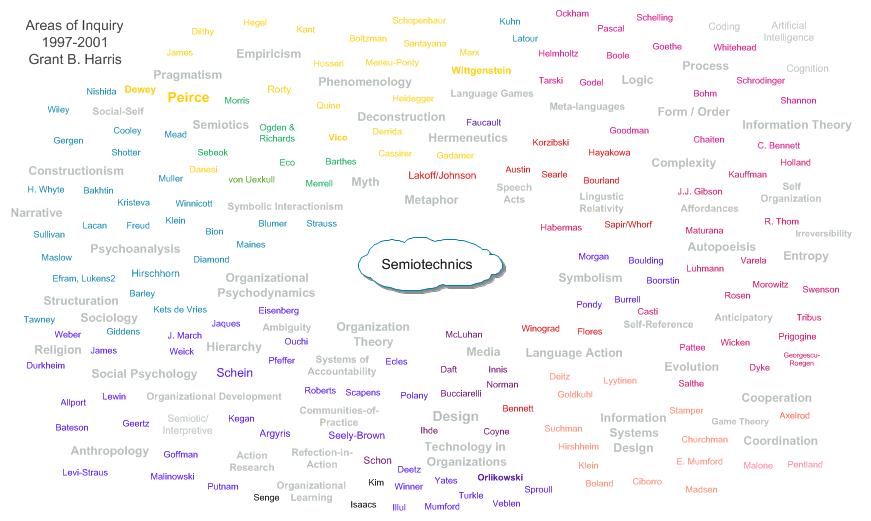 Areas of Inquiry
1997-2001
Grant B. Harris
Dilthy
Hegel
Kant
Schopenhaur
Kuhn
Ockham
Schelling
Pascal
Coding
Artificial
Intelligence
James
Empiricism
Boltzman
Santayana
Marx
Latour
Helmholtz
Boole
Goethe
Whitehead
Pragmatism
Husserl
Merleu-Ponty
Wittgenstein
Process
Cognition
Phenomenology
Tarski
Godel
Logic
Schrodinger
Nishida
Dewey
Peirce
Morris
Rorty
Quine
Heidegger
Language Games
Meta-languages
Bohm
Shannon
Wiley
Social-Self
Deconstruction
Faucault
Form / Order
Information Theory
Cooley
Mead
Semiotics
Ogden &
Richards
Vico
Derrida
Hermeneutics
Goodman
Gergen
Korzibski
Chaiten
C. Bennett
Shotter
Sebeok
Eco
Barthes
Cassirer
Gadamer
Hayakowa
Complexity
Holland
Constructionism
Danesi
Muller
von Uexkull
Merrell
Myth
Lakoff/Johnson
Austin
Searle
Bourland
Kauffman
H. Whyte
Bakhtin
Speech
Acts
J.J. Gibson
Self
Organization
Kristeva
Winnicott
Symbolic Interactionism
Metaphor
Lingustic
Relativity
Affordances
Narrative
Lacan
Freud
Klein
Blumer
Strauss
Habermas
Sapir/Whorf
Maturana
R. Thom
Irreversibility
Sullivan
Bion
Maines
Psychoanalysis
Autopoeisis
Entropy
Maslow
Diamond
Semiotechnics
Morgan
Boulding
Luhmann
Varela
Efram, Lukens2
Hirschhorn
Organizational
Psychodynamics
Symbolism
Boorstin
Morowitz
Swenson
Barley
Structuration
Pondy
Burrell
Rosen
Kets de Vries
Eisenberg
Casti
Tawney
Sociology
Jaques
Ambiguity
Organization
Theory
Self-Reference
Anticipatory
Tribus
Weber
Giddens
J. March
Ouchi
McLuhan
Winograd
Flores
Wicken
Prigogine
Religion
James
Weick
Hierarchy
Media
Language Action
Pattee
Georgescu-
Roegen
Durkheim
Pfeffer
Systems of
Accountability
Ecles
Evolution
Dyke
Social Psychology
Schein
Daft
Innis
Deitz
Lyytinen
Salthe
Norman
Allport
Lewin
Organizational Development
Roberts
Scapens
Polany
Bucciarelli
Goldkuhl
Cooperation
Bateson
Geertz
Semiotic/
Interpretive
Kegan
Communities-of-
Practice
Design
Bennett
Information
Systems
Design
Stamper
Game Theory
Axelrod
Argyris
Seely-Brown
Ihde
Coyne
Suchman
Churchman
Coordination
Anthropology
Goffman
Action
Research
Refection-in-
Action
Schon
Technology in
Organizations
Hirshheim
Levi-Straus
Malinowski
Deetz
Klein
E. Mumford
Malone
Pentland
Putnam
Organizational
Learning
Kim
Winner
Yates
Orlikowski
Boland
Ciborro
Madsen
Senge
Isaacs
Illul
Mumford
Turkle
Veblen
Sproull